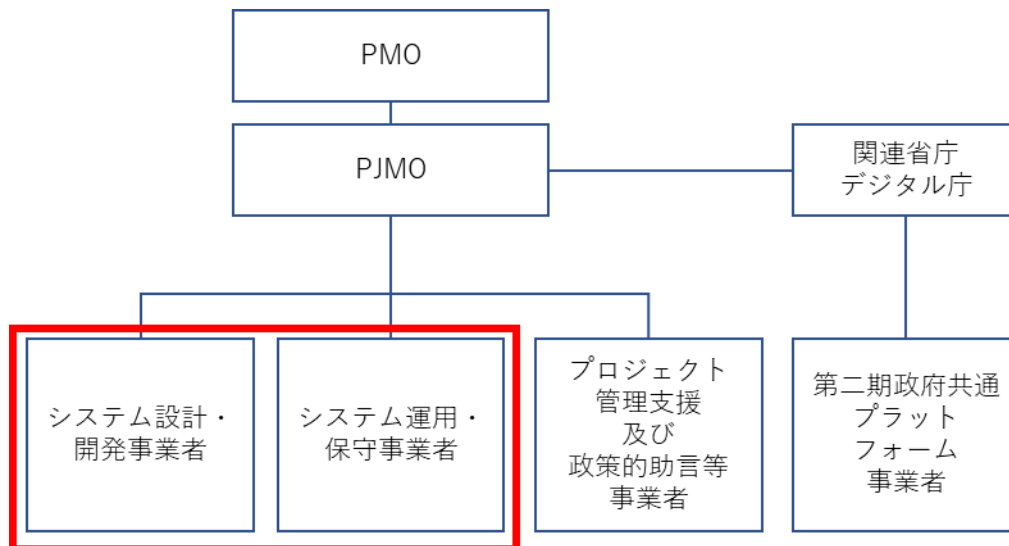 PMO
PJMO
関連省庁
デジタル庁
システム設計・
開発事業者
システム運用・
保守事業者
プロジェクト
管理支援
及び
政策的助言等
事業者
第二期政府共通
プラット
フォーム
事業者